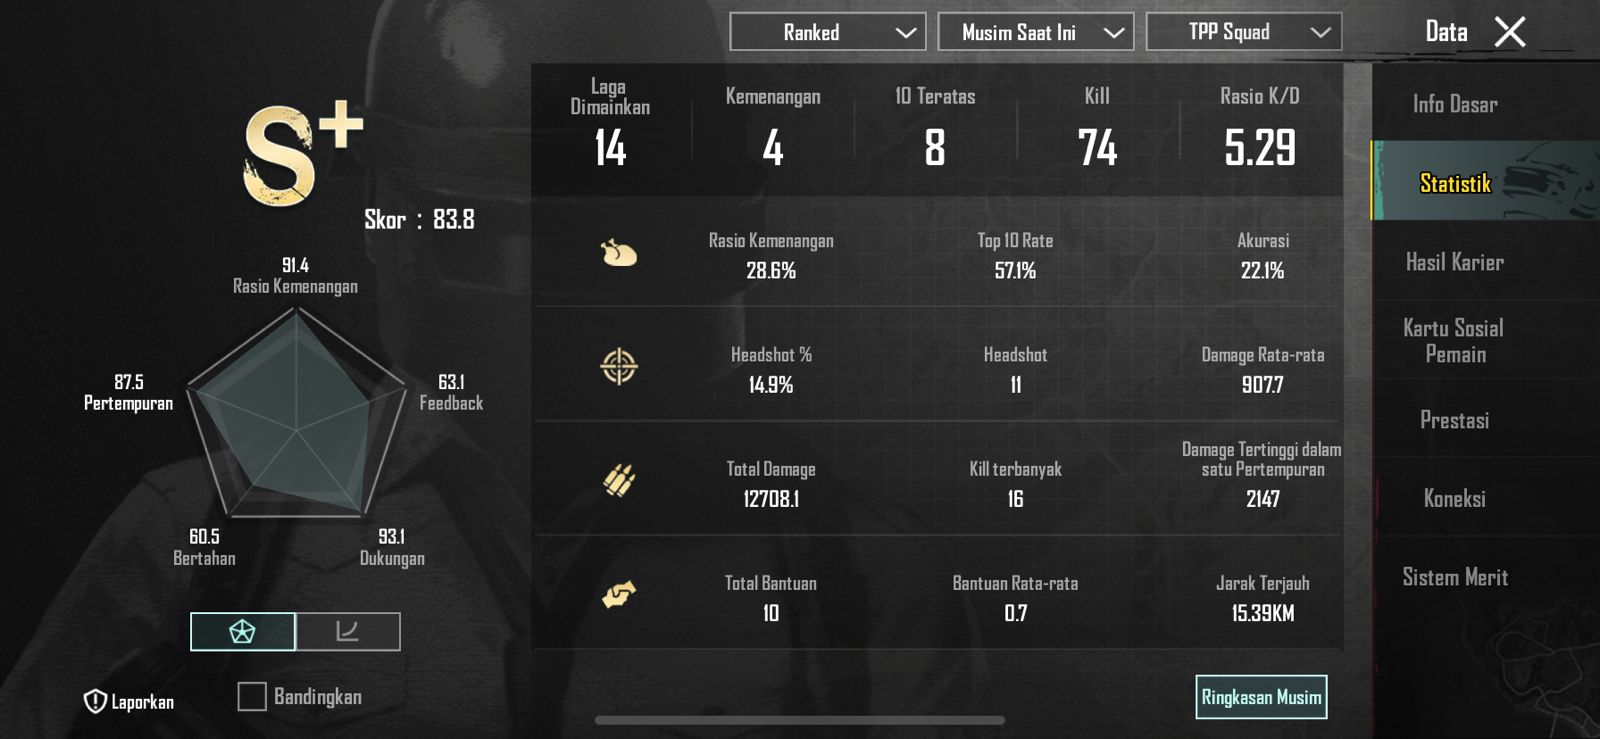 Ranked
Musim Saat Ini
TPP Squad
Data
S+
Skor : 83.8
91.4
Rasio Kemenangan
87.5
Pertempuran
63.1
Feedback
60.5
Bertahan
93.1
Dukungan
Laporkan
Bandingkan
Laga
Dimainkan
14
Kemenangan
4
10 Teratas
8
Kill
74
Rasio K/D
5.29
Rasio Kemenangan
28.6%
Top 10 Rate
57.1%
Akurasi
22.1%
Headshot %
14.9%
Headshot
11
Damage Rata-rata
907.7
Total Damage
12708.1
Kill terbanyak
16
Damage Tertinggi dalam
satu Pertempuran
2147
Total Bantuan
10
Bantuan Rata-rata
0.7
Jarak Terjauh
15.39KM
Ringkasan Musim
Info Dasar
Statistik
Hasil Karier
Kartu Sosial
Pemain
Prestasi
Koneksi
Sistem Merit